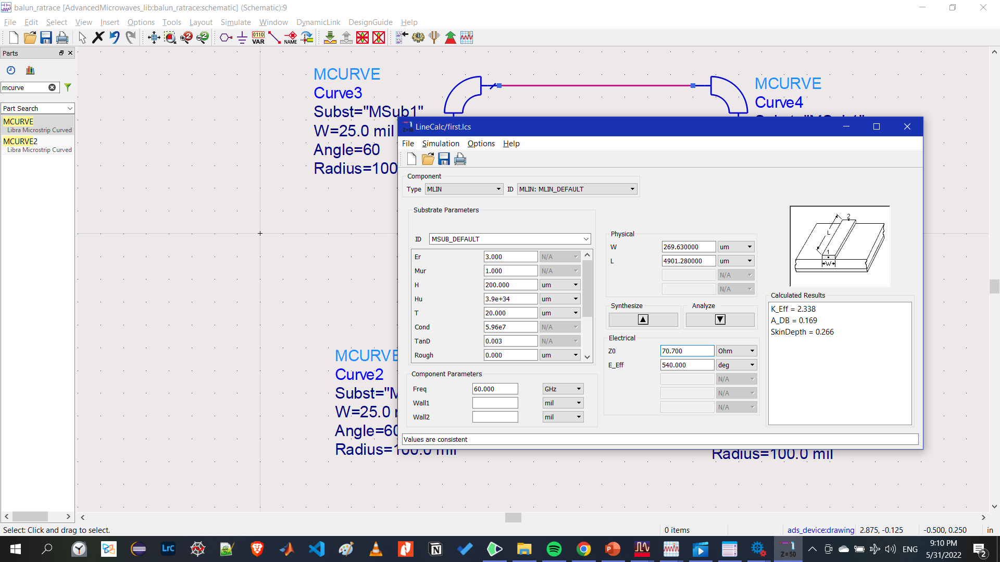 balun_ratrace [AdvancedMicrowaves_lib:balun_ratrace:schematic] (Schematic):9
File Edit Select View Insert Options Tools Layout Simulate Window DynamicLink DesignGuide Help
0110
VAR
NAME
Parts
mcurve
Part Search
MCURVE
Libra Microstrip Curved
MCURVE2
Libra Microstrip Curved
MCURVE
Curve3
Subst="MSub1"
W=25.0 mil
Angle=60
Radius=100
MCURVE
Curve4
MCURVE
Curve2
Subst="M
W=25.0
Angle=60
Radius=100.0 mil
Radius=100.0 mil
LineCalc/first.lcs
File Simulation Options Help
Component
Type MLIN ID MLIN: MLIN_DEFAULT
Substrate Parameters
ID MSUB_DEFAULT
Er 3.000 N/A
Mur 1.000 N/A
H 200.000 um
Hu 3.9e+34 um
T 20.000 um
Cond 5.96e7 N/A
TanD 0.003 N/A
Rough 0.000 um
Component Parameters
Freq 60.000 GHz
Wall1 mil
Wall2 mil
Physical
W 269.630000 um
L 4901.280000 um
N/A
N/A
Synthesize Analyze
Electrical
Z0 70.700 Ohm
E_Eff 540.000 deg
N/A
N/A
N/A
2
L
1
W
Calculated Results
K_Eff = 2.338
A_DB = 0.169
SkinDepth = 0.266
Values are consistent
Select: Click and drag to select.
0 items
ads_device:drawing 2.875, -0.125 -0.500, 0.250 in
Lrc
Z=50
ENG
9:10 PM
5/31/2022
2